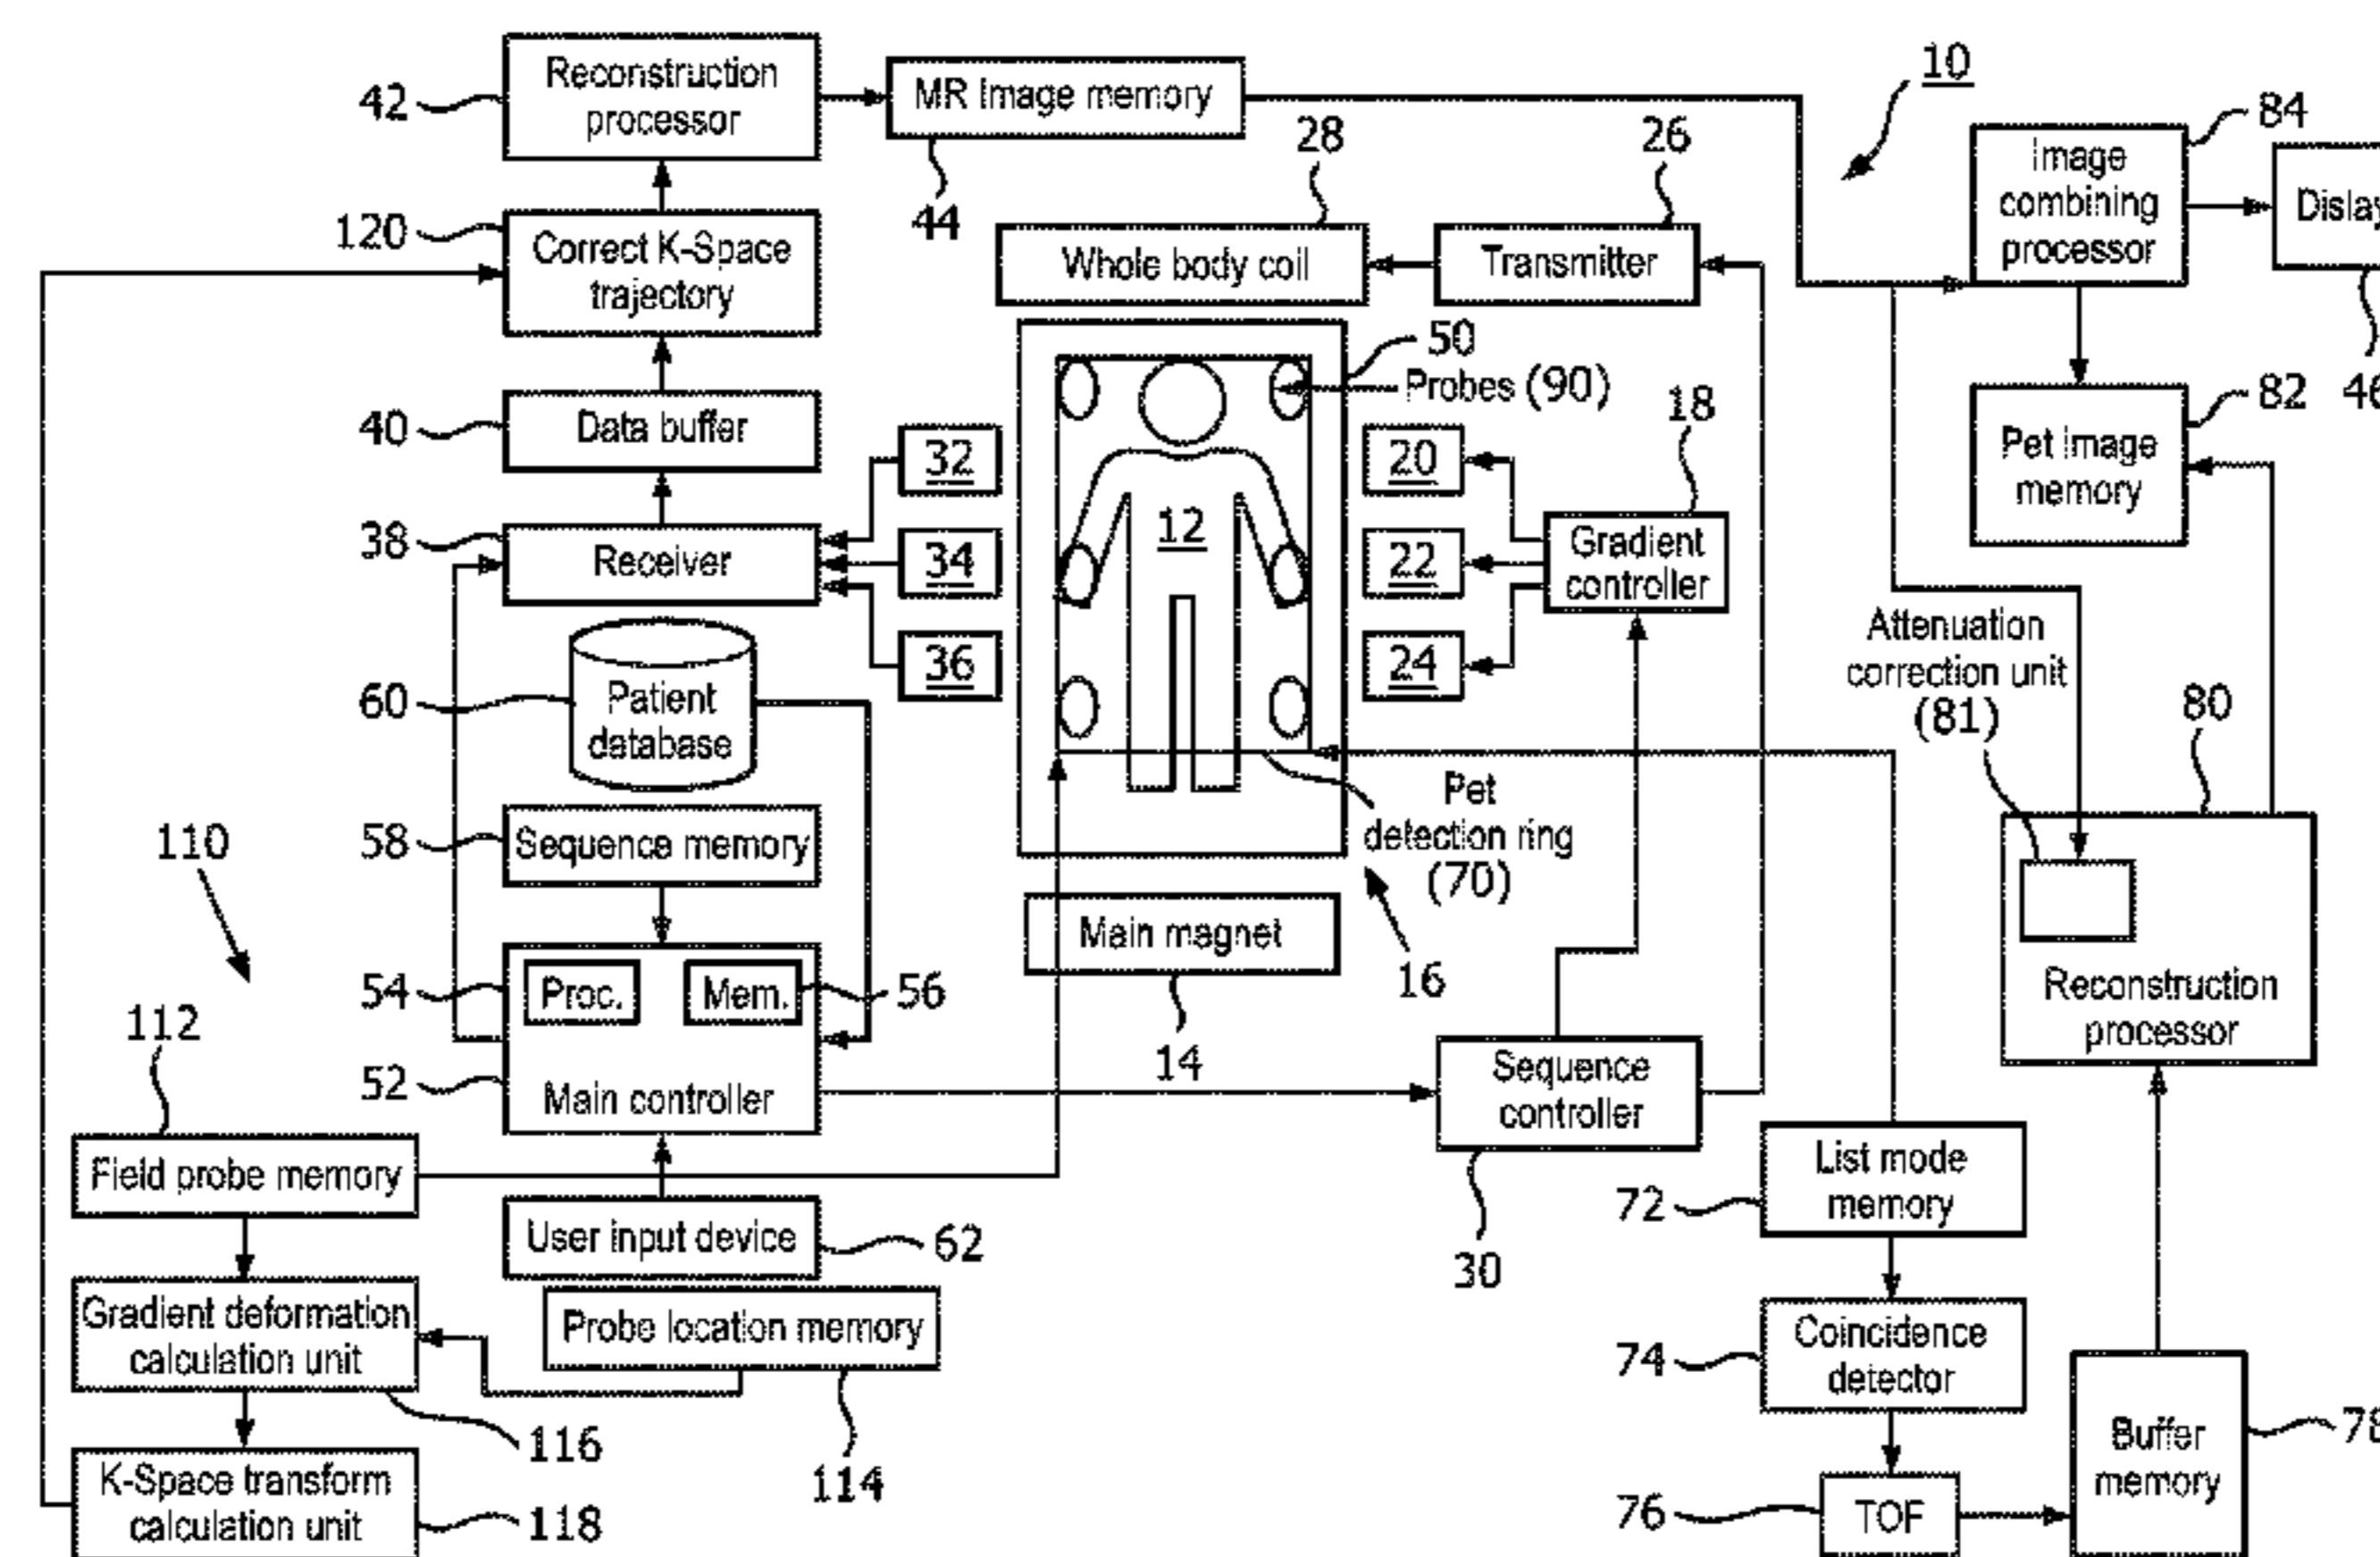 Reconstruction
processor
42
MR Image memory
44
10
84
Image
combining
processor
Dislay
46
28
26
120
Correct K-Space
trajectory
Whole body coil
Transmitter
50
Probes (90)
82
Pet image
memory
40
Data buffer
32
20
18
38
Receiver
34
12
22
Gradient
controller
36
24
60
Patient
database
Attenuation
correction unit
(81)
80
Pet
detection ring
(70)
110
58
Sequence memory
Main magnet
16
14
54
Proc.
Mem.
56
52
Main controller
Reconstruction
processor
112
Field probe memory
Sequence
controller
30
List mode
memory
72
User input device
62
Gradient deformation
calculation unit
116
Probe location memory
114
Coincidence
detector
74
Buffer
memory
78
K-Space transform
calculation unit
118
76
TOF